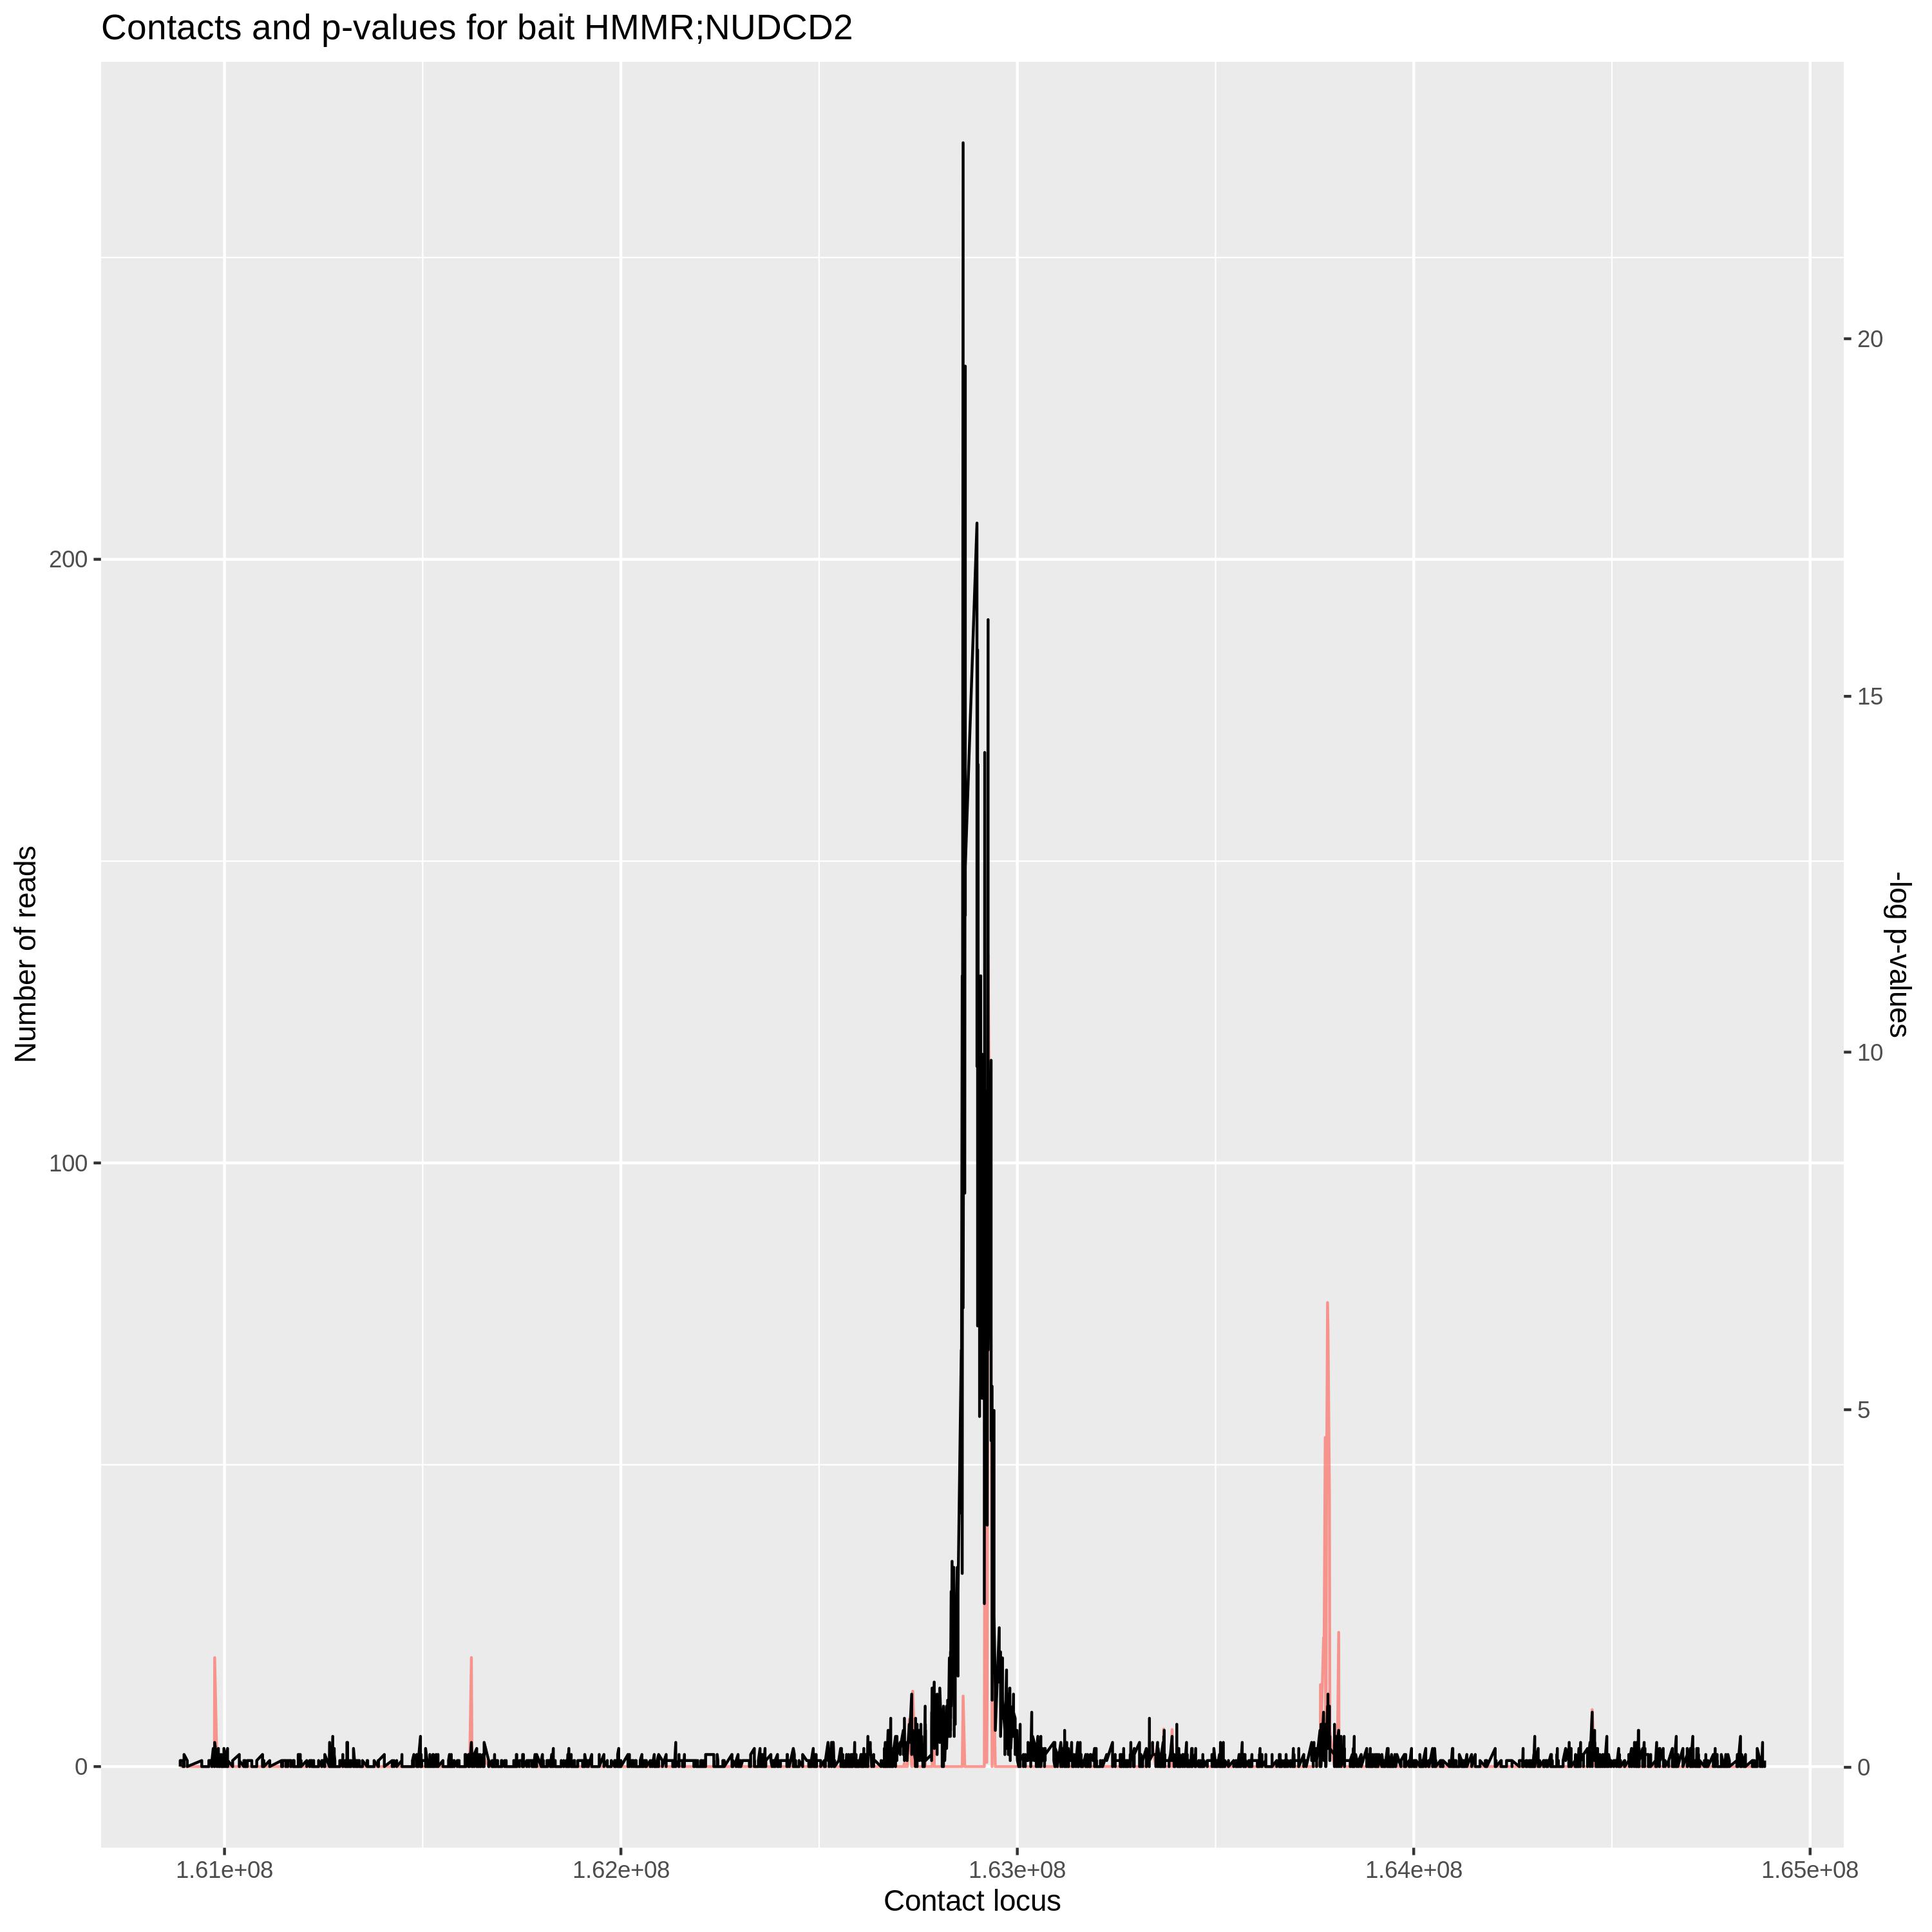 Contacts and p-values for bait HMMR;NUDCD2
Number of reads
200
100
0
20
15
10
5
0
-log p-values
1.61e+08 1.62e+08 1.63e+08 1.64e+08 1.65e+08
Contact locus